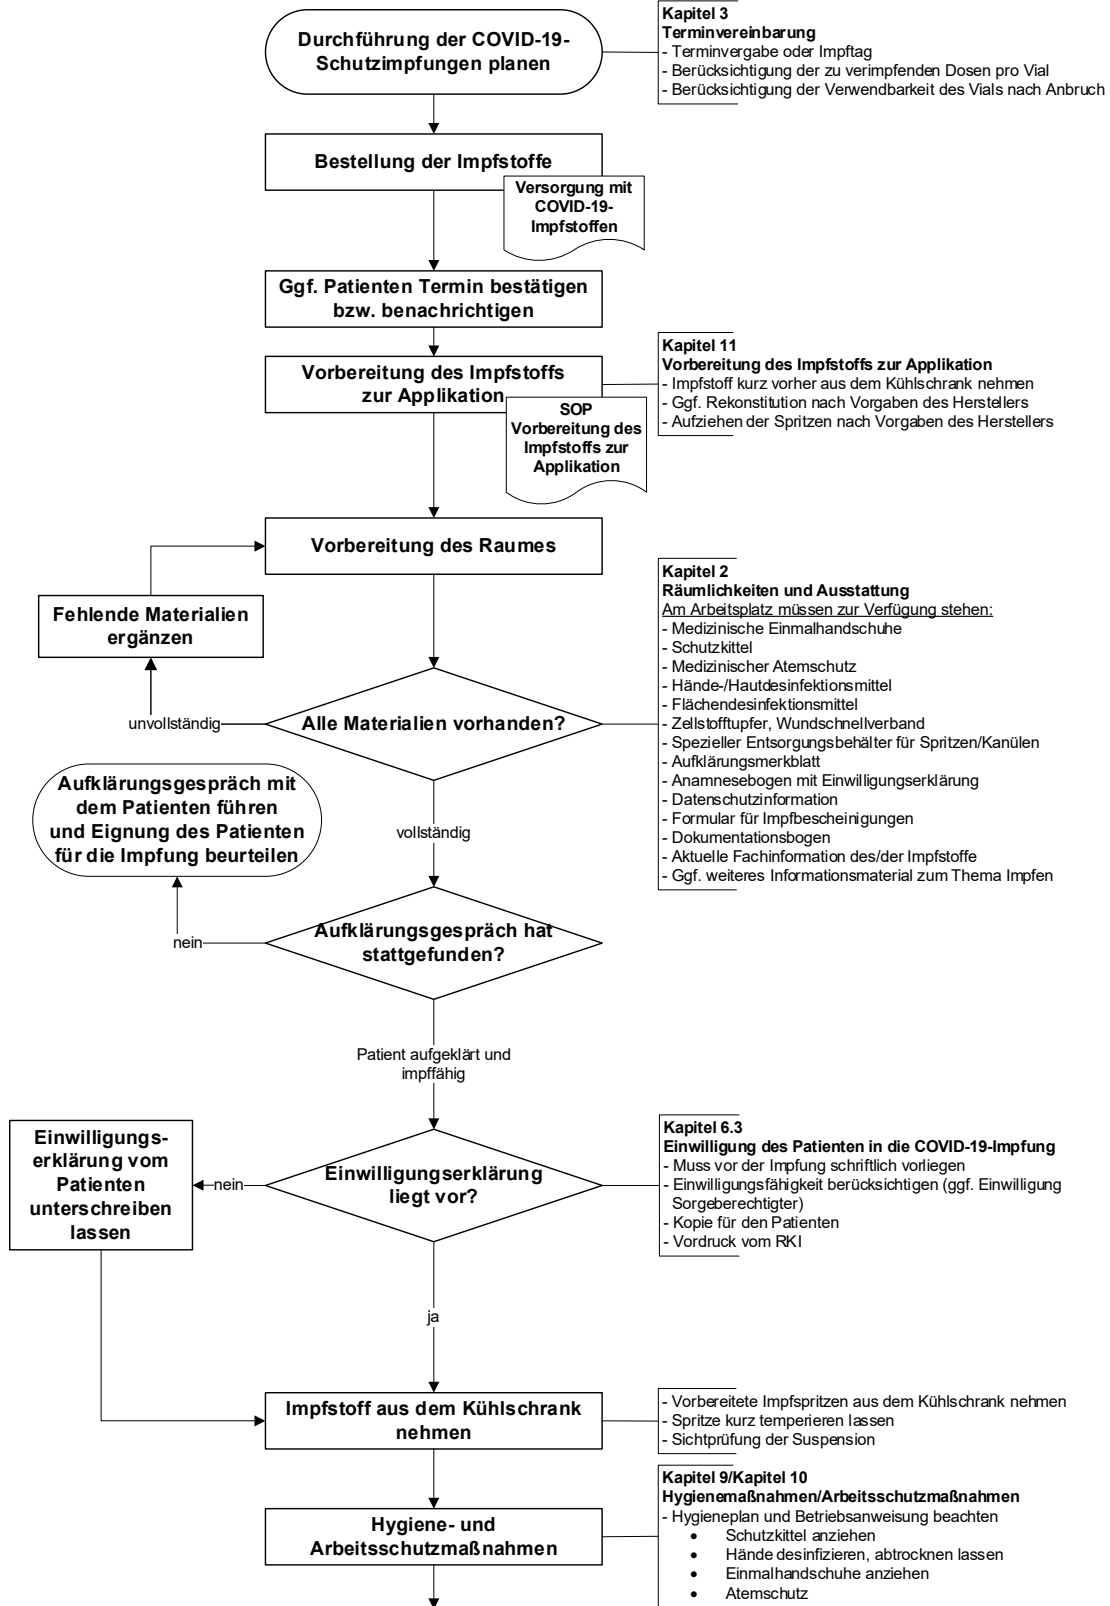 Durchführung der COVID-19-
Schutzimpfungen planen
Kapitel 3
Terminvereinbarung
- Terminvergabe oder Impftag
- Berücksichtigung der zu verimpfenden Dosen pro Vial
- Berücksichtigung der Verwendbarkeit des Vials nach Anbruch
Bestellung der Impfstoffe
Versorgung mit
COVID-19-
Impfstoffen
Ggf. Patienten Termin bestätigen
bzw. benachrichtigen
Vorbereitung des Impfstoffs
zur Applikation
SOP
Vorbereitung des
Impfstoffs zur
Applikation
Kapitel 11
Vorbereitung des Impfstoffs zur Applikation
- Impfstoff kurz vorher aus dem Kühlschrank nehmen
- Ggf. Rekonstitution nach Vorgaben des Herstellers
- Aufziehen der Spritzen nach Vorgaben des Herstellers
Vorbereitung des Raumes
Fehlende Materialien
ergänzen
unvollständig
Alle Materialien vorhanden?
Kapitel 2
Räumlichkeiten und Ausstattung
Am Arbeitsplatz müssen zur Verfügung stehen:
- Medizinische Einmalhandschuhe
- Schutzkittel
- Medizinischer Atemschutz
- Hände-/Hautdesinfektionsmittel
- Flächendesinfektionsmittel
- Zellstofftupfer, Wundschnellverband
- Spezieller Entsorgungsbehälter für Spritzen/Kanülen
- Aufklärungsmerkblatt
- Anamnesebogen mit Einwilligungserklärung
- Datenschutzinformation
- Formular für Impfbescheinigungen
- Dokumentationsbogen
- Aktuelle Fachinformation des/der Impfstoffe
- Ggf. weiteres Informationsmaterial zum Thema Impfen
vollständig
Aufklärungsgespräch mit
dem Patienten führen
und Eignung des Patienten
für die Impfung beurteilen
nein
Aufklärungsgespräch hat
stattgefunden?
Patient aufgeklärt und
impffähig
Einwilligungs-
erklärung vom
Patienten
unterschreiben
lassen
nein
Einwilligungserklärung
liegt vor?
Kapitel 6.3
Einwilligung des Patienten in die COVID-19-Impfung
- Muss vor der Impfung schriftlich vorliegen
- Einwilligungsfähigkeit berücksichtigen (ggf. Einwilligung
Sorgeberechtigter)
- Kopie für den Patienten
- Vordruck vom RKI
ja
Impfstoff aus dem Kühlschrank
nehmen
- Vorbereitete Impfspritzen aus dem Kühlschrank nehmen
- Spritze kurz temperieren lassen
- Sichtprüfung der Suspension
Hygiene- und
Arbeitsschutzmaßnahmen
Kapitel 9/Kapitel 10
Hygienemaßnahmen/Arbeitsschutzmaßnahmen
- Hygieneplan und Betriebsanweisung beachten
• Schutzkittel anziehen
• Hände desinfizieren, abtrocknen lassen
• Einmalhandschuhe anziehen
• Atemschutz